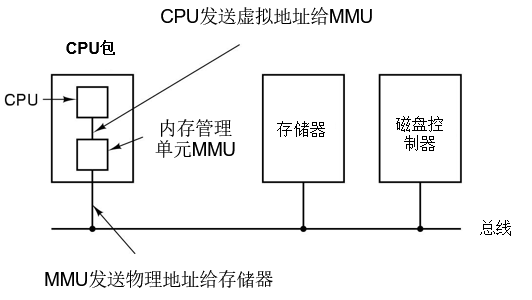 CPU发送虚拟地址给MMU
CPU包
CPU
内存管理
单元MMU
存储器
磁盘控
制器
总线
MMU发送物理地址给存储器